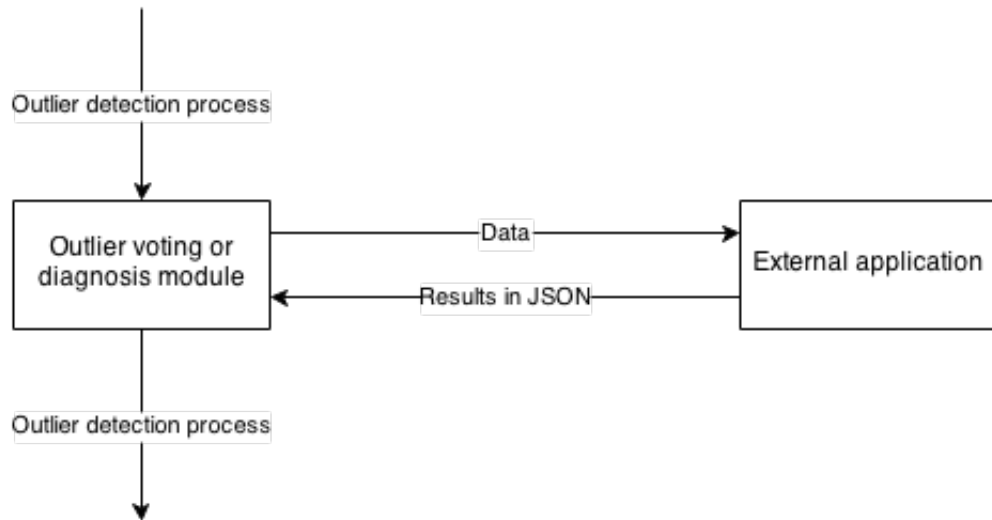 Outlier detection process
Outlier voting or
diagnosis module
Data
Results in JSON
External application
Outlier detection process